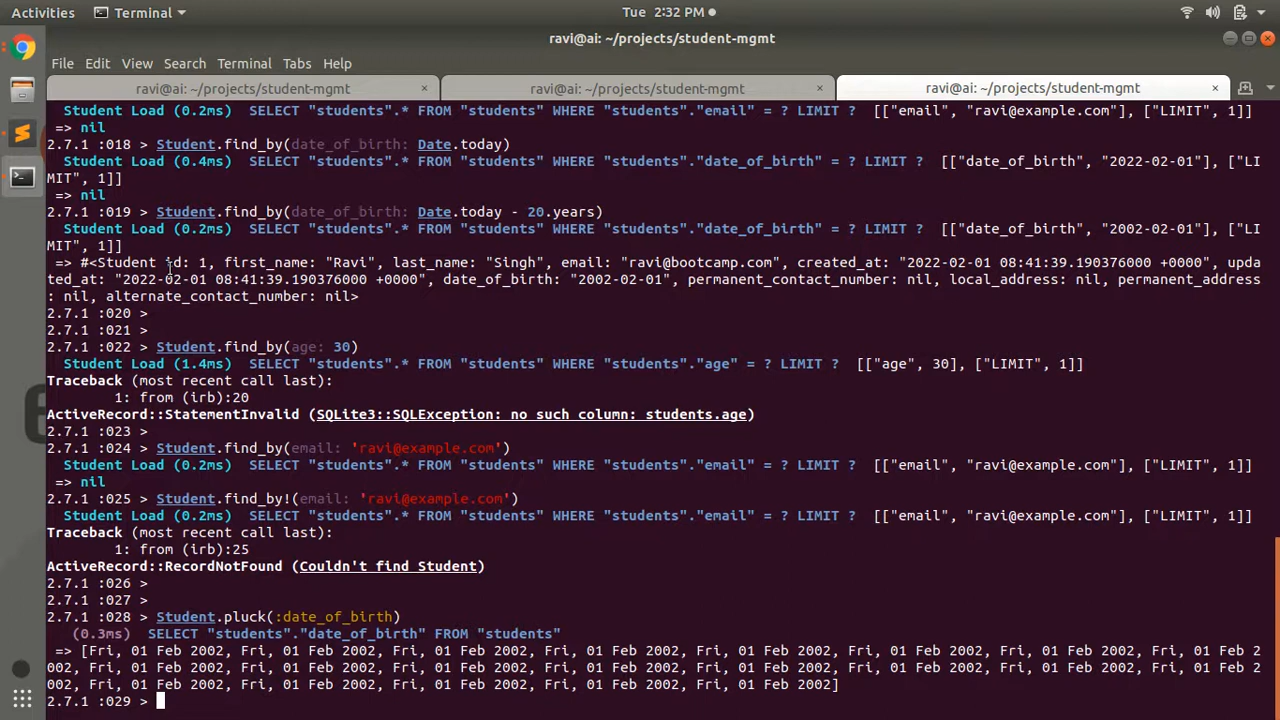 Activities Terminal Tue 2:32 PM
ravi@ai: ~/projects/student-mgmt
File Edit View Search Terminal Tabs Help
ravi@ai: ~/projects/student-mgmt × ravi@ai: ~/projects/student-mgmt × ravi@ai: ~/projects/student-mgmt ×
Student Load (0.2ms) SELECT "students".* FROM "students" WHERE "students"."email" = ? LIMIT ? [["email", "ravi@example.com"], ["LIMIT", 1]]
=> nil
2.7.1 :018 > Student.find_by(date_of_birth: Date.today)
Student Load (0.4ms) SELECT "students".* FROM "students" WHERE "students"."date_of_birth" = ? LIMIT ? [["date_of_birth", "2022-02-01"], ["LI
MIT", 1]]
=> nil
2.7.1 :019 > Student.find_by(date_of_birth: Date.today - 20.years)
Student Load (0.2ms) SELECT "students".* FROM "students" WHERE "students"."date_of_birth" = ? LIMIT ? [["date_of_birth", "2002-02-01"], ["LI
MIT", 1]]
=> #<Student id: 1, first_name: "Ravi", last_name: "Singh", email: "ravi@bootcamp.com", created_at: "2022-02-01 08:41:39.190376000 +0000", upda
ted_at: "2022-02-01 08:41:39.190376000 +0000", date_of_birth: "2002-02-01", permanent_contact_number: nil, local_address: nil, permanent_address
: nil, alternate_contact_number: nil>
2.7.1 :020 >
2.7.1 :021 >
2.7.1 :022 > Student.find_by(age: 30)
Student Load (1.4ms) SELECT "students".* FROM "students" WHERE "students"."age" = ? LIMIT ? [["age", 30], ["LIMIT", 1]]
Traceback (most recent call last):
1: from (irb):20
ActiveRecord::StatementInvalid (SQLite3::SQLException: no such column: students.age)
2.7.1 :023 >
2.7.1 :024 > Student.find_by(email: 'ravi@example.com')
Student Load (0.2ms) SELECT "students".* FROM "students" WHERE "students"."email" = ? LIMIT ? [["email", "ravi@example.com"], ["LIMIT", 1]]
=> nil
2.7.1 :025 > Student.find_by!(email: 'ravi@example.com')
Student Load (0.2ms) SELECT "students".* FROM "students" WHERE "students"."email" = ? LIMIT ? [["email", "ravi@example.com"], ["LIMIT", 1]]
Traceback (most recent call last):
1: from (irb):25
ActiveRecord::RecordNotFound (Couldn't find Student)
2.7.1 :026 >
2.7.1 :027 >
2.7.1 :028 > Student.pluck(:date_of_birth)
(0.3ms) SELECT "students"."date_of_birth" FROM "students"
=> [Fri, 01 Feb 2002, Fri, 01 Feb 2002, Fri, 01 Feb 2002, Fri, 01 Feb 2002, Fri, 01 Feb 2002, Fri, 01 Feb 2002, Fri, 01 Feb 2002, Fri, 01 Feb 2
002, Fri, 01 Feb 2002, Fri, 01 Feb 2002, Fri, 01 Feb 2002, Fri, 01 Feb 2002, Fri, 01 Feb 2002, Fri, 01 Feb 2002, Fri, 01 Feb 2002, Fri, 01 Feb 2
002, Fri, 01 Feb 2002, Fri, 01 Feb 2002, Fri, 01 Feb 2002, Fri, 01 Feb 2002, Fri, 01 Feb 2002]
2.7.1 :029 >